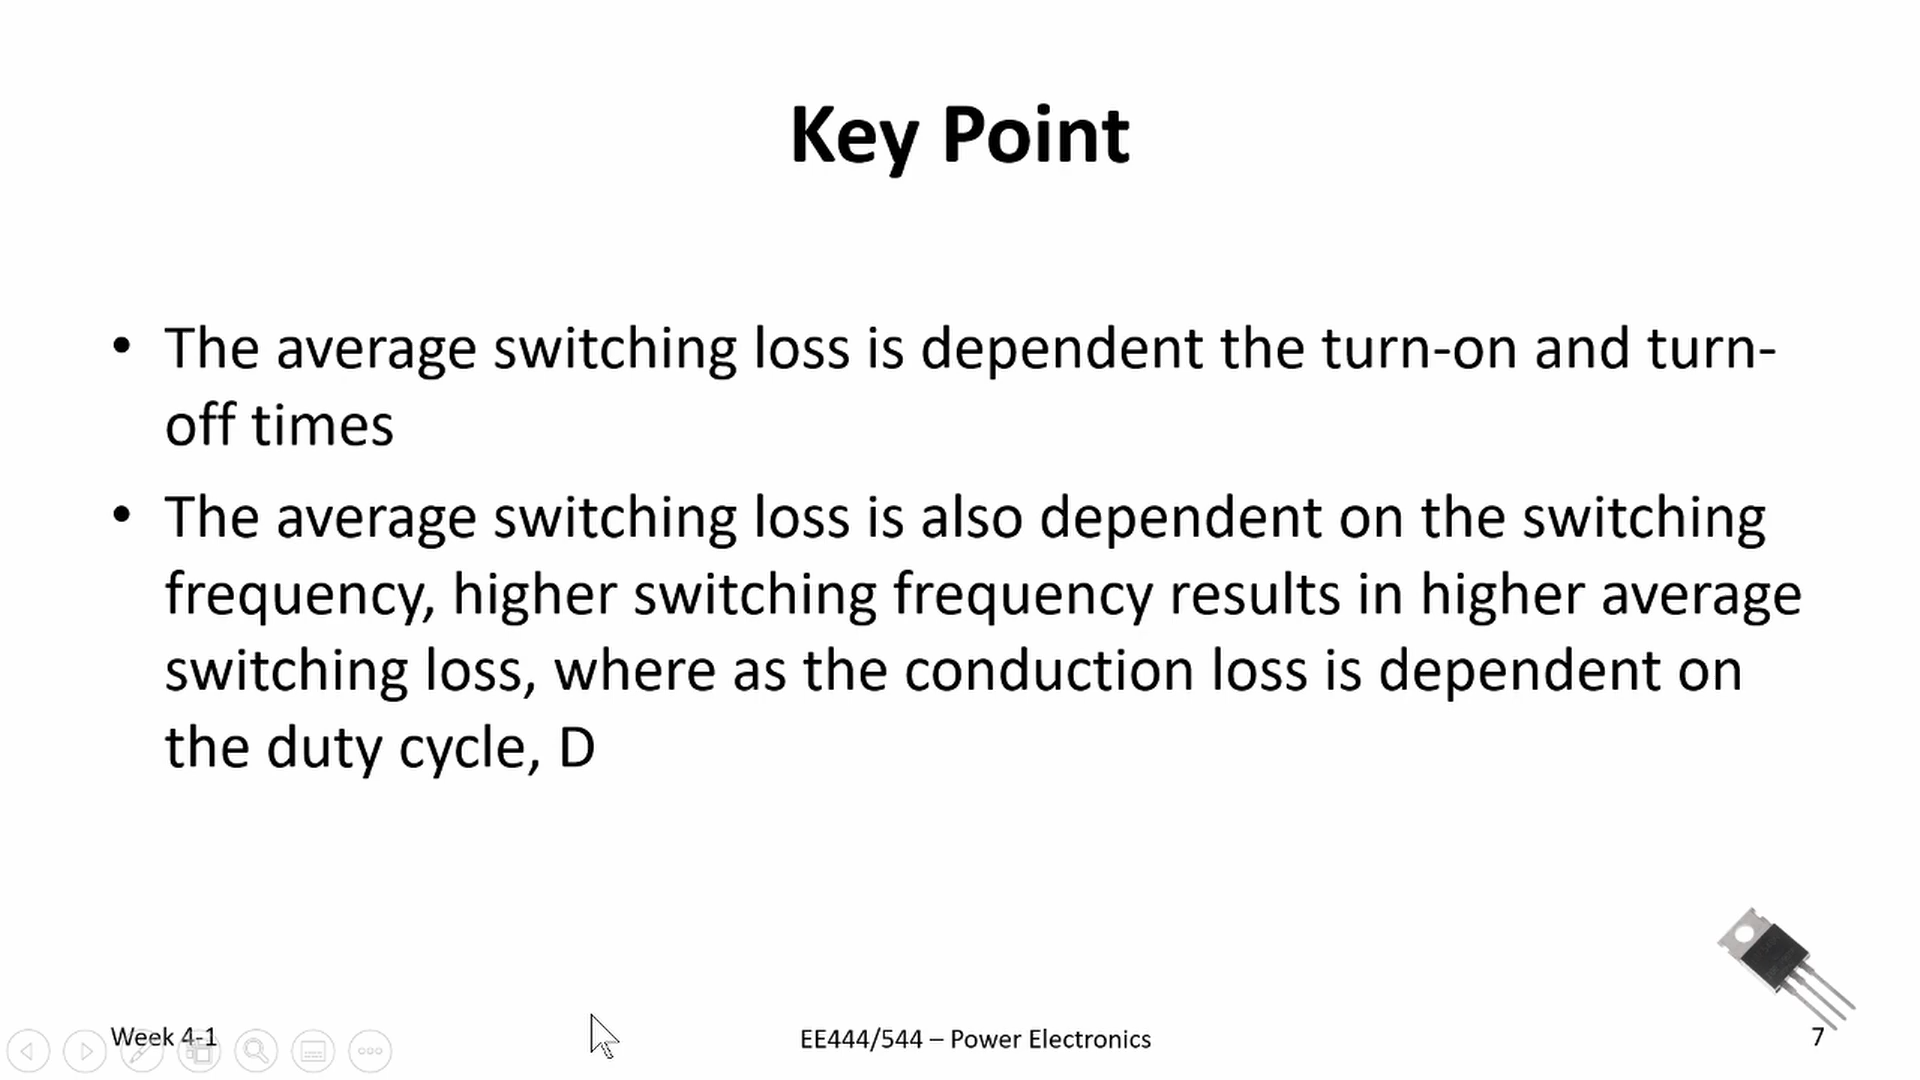 Key Point
• The average switching loss is dependent the turn-on and turn-
off times
• The average switching loss is also dependent on the switching
frequency, higher switching frequency results in higher average
switching loss, where as the conduction loss is dependent on
the duty cycle, D
Week 4-1
EE444/544 – Power Electronics
7